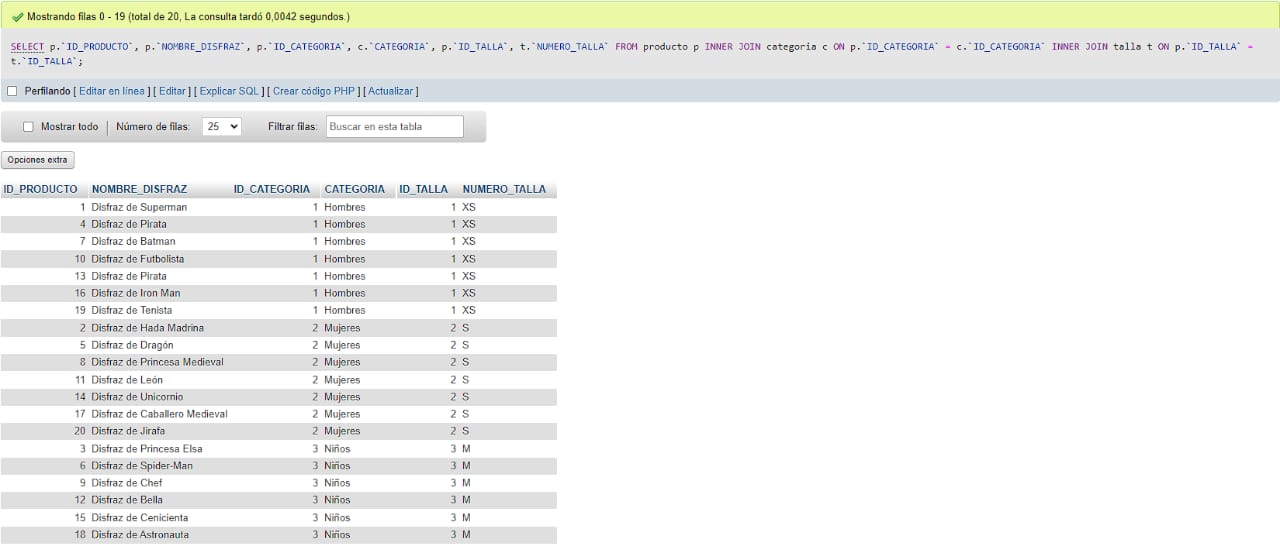 Mostrando filas 0 - 19 (total de 20, La consulta tardó 0,0042 segundos.)
SELECT p.`ID_PRODUCTO`, p.`NOMBRE_DISFRAZ`, p.`ID_CATEGORIA`, c.`CATEGORIA`, p.`ID_TALLA`, t.`NUMERO_TALLA` FROM producto p INNER JOIN categoria c ON p.`ID_CATEGORIA` = c.`ID_CATEGORIA` INNER JOIN talla t ON p.`ID_TALLA` =
t.`ID_TALLA`;
Perfilando [ Editar en línea ] [ Editar ] [ Explicar SQL ] [ Crear código PHP ] [ Actualizar ]
Mostrar todo | Número de filas: 25 Filtrar filas: Buscar en esta tabla
Opciones extra
ID_PRODUCTO NOMBRE_DISFRAZ ID_CATEGORIA CATEGORIA ID_TALLA NUMERO_TALLA
1 Disfraz de Superman 1 Hombres 1 XS
4 Disfraz de Pirata 1 Hombres 1 XS
7 Disfraz de Batman 1 Hombres 1 XS
10 Disfraz de Futbolista 1 Hombres 1 XS
13 Disfraz de Pirata 1 Hombres 1 XS
16 Disfraz de Iron Man 1 Hombres 1 XS
19 Disfraz de Tenista 1 Hombres 1 XS
2 Disfraz de Hada Madrina 2 Mujeres 2 S
5 Disfraz de Dragón 2 Mujeres 2 S
8 Disfraz de Princesa Medieval 2 Mujeres 2 S
11 Disfraz de León 2 Mujeres 2 S
14 Disfraz de Unicornio 2 Mujeres 2 S
17 Disfraz de Caballero Medieval 2 Mujeres 2 S
20 Disfraz de Jirafa 2 Mujeres 2 S
3 Disfraz de Princesa Elsa 3 Niños 3 M
6 Disfraz de Spider-Man 3 Niños 3 M
9 Disfraz de Chef 3 Niños 3 M
12 Disfraz de Bella 3 Niños 3 M
15 Disfraz de Cenicienta 3 Niños 3 M
18 Disfraz de Astronauta 3 Niños 3 M